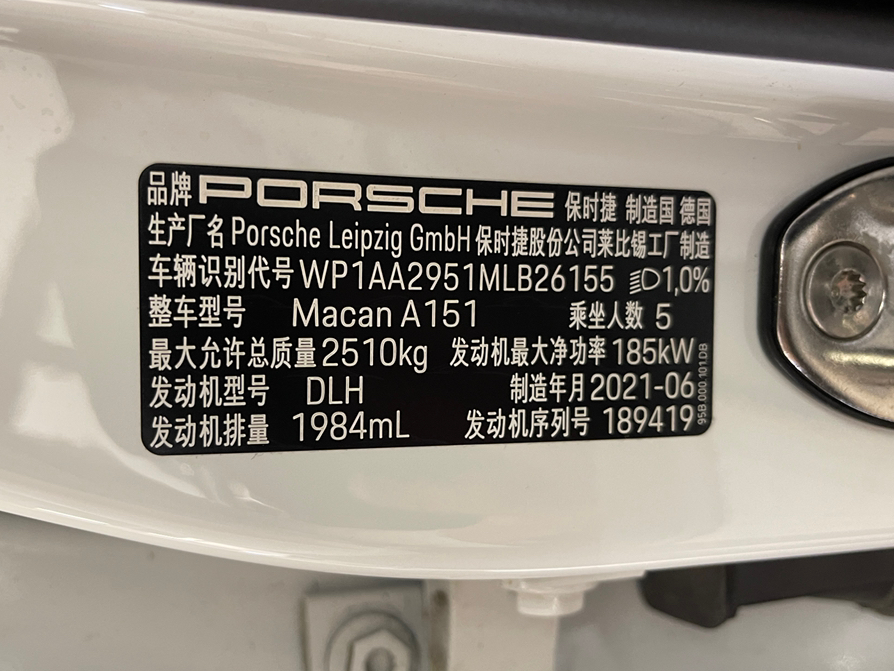 品牌 PORSCHE 保时捷 制造国 德国
生产厂名 Porsche Leipzig GmbH 保时捷股份公司莱比锡工厂制造
车辆识别代号 WP1AA2951MLB26155 1,0%
整车型号 Macan A151 乘坐人数 5
最大允许总质量 2510kg 发动机最大净功率 185kW
发动机型号 DLH 制造年月 2021-06
发动机排量 1984mL 发动机序列号 189419
95B.000.101.DB